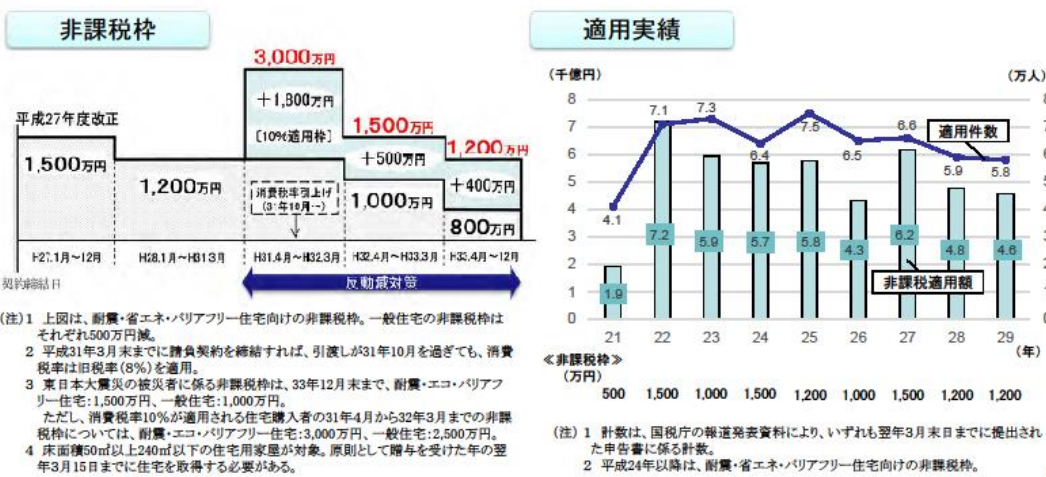 非課税枠
3,000万円
+1,800万円
[10%適用枠]
平成27年度改正
1,500万円
1,200万円
1,500万円
+500万円
1,200万円
+400万円
消費税率引上げ
(31年10月~)
1,000万円
800万円
H27.1月~12月
H28.1月~H31.3月
H31.4月~H32.3月
H32.4月~H33.3月
H33.4月~12月
契約締結日
反動減対策
(注)1 上図は、耐震・省エネ・バリアフリー住宅向けの非課税枠。一般住宅の非課税枠は
それぞれ500万円減。
2 平成31年3月末までに請負契約を締結すれば、引渡しが31年10月を過ぎても、消費
税率は旧税率(8%)を適用。
3 東日本大震災の被災者に係る非課税枠は、33年12月末まで、耐震・エコ・バリアフ
リー住宅:1,500万円、一般住宅:1,000万円。
ただし、消費税率10%が適用される住宅購入者の31年4月から32年3月までの非課
税枠については、耐震・エコ・バリアフリー住宅:3,000万円、一般住宅:2,500万円。
4 床面積50㎡以上240㎡以下の住宅用家屋が対象。原則として贈与を受けた年の翌
年3月15日までに住宅を取得する必要がある。
適用実績
(千億円)
(万人)
8
7
6
5
4
3
2
1
0
4.1
7.1
7.3
6.4
7.5
6.5
6.6
5.9
5.8
適用件数
1.9
7.2
5.9
5.7
5.8
4.3
6.2
4.8
4.6
非課税適用額
21 22 23 24 25 26 27 28 29
(年)
≪非課税枠≫
(万円)
500 1,500 1,000 1,500 1,200 1,000 1,500 1,200 1,200
(注) 1 計数は、国税庁の報道発表資料により、いずれも翌年3月末日までに提出され
た申告書に係る計数。
2 平成24年以降は、耐震・省エネ・バリアフリー住宅向けの非課税枠。